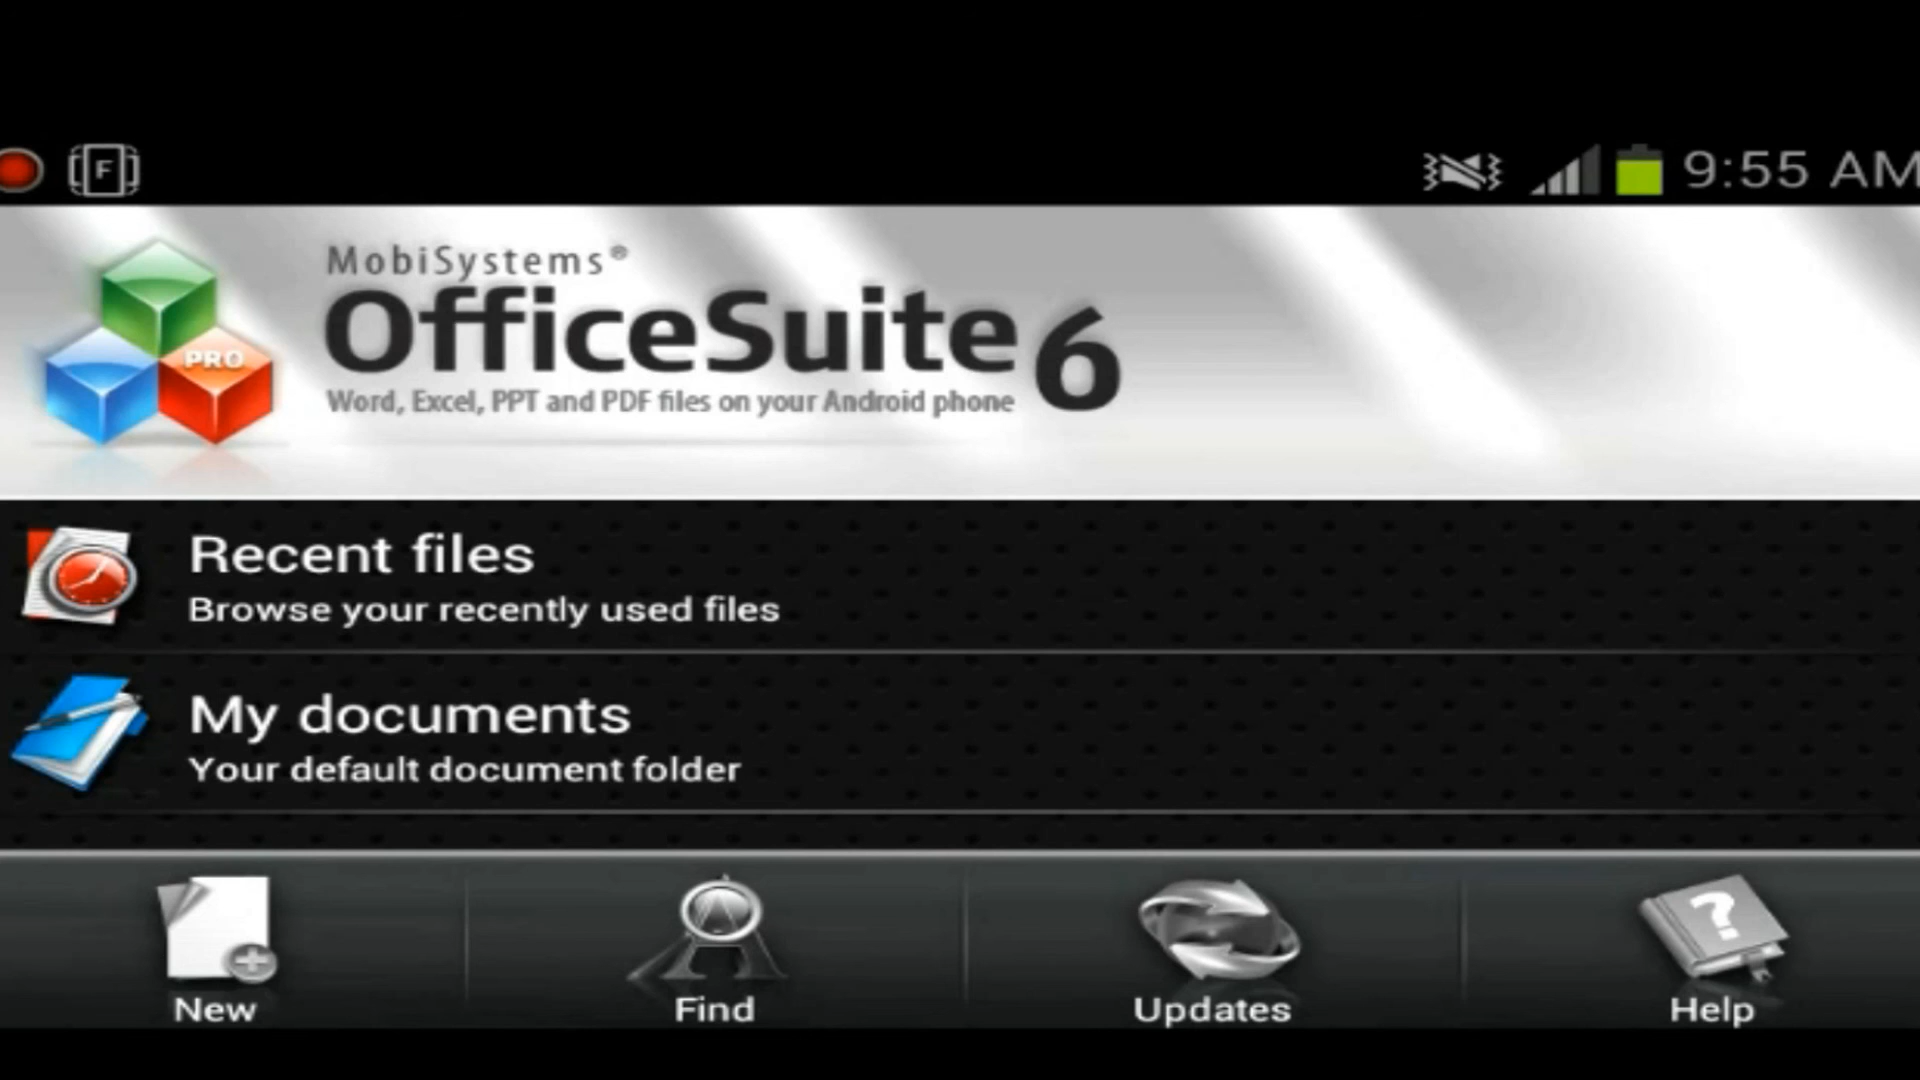 F
9:55 AM
MobiSystems®
OfficeSuite 6
PRO
Word, Excel, PPT and PDF files on your Android phone
Recent files
Browse your recently used files
My documents
Your default document folder
New
Find
Updates
?
Help